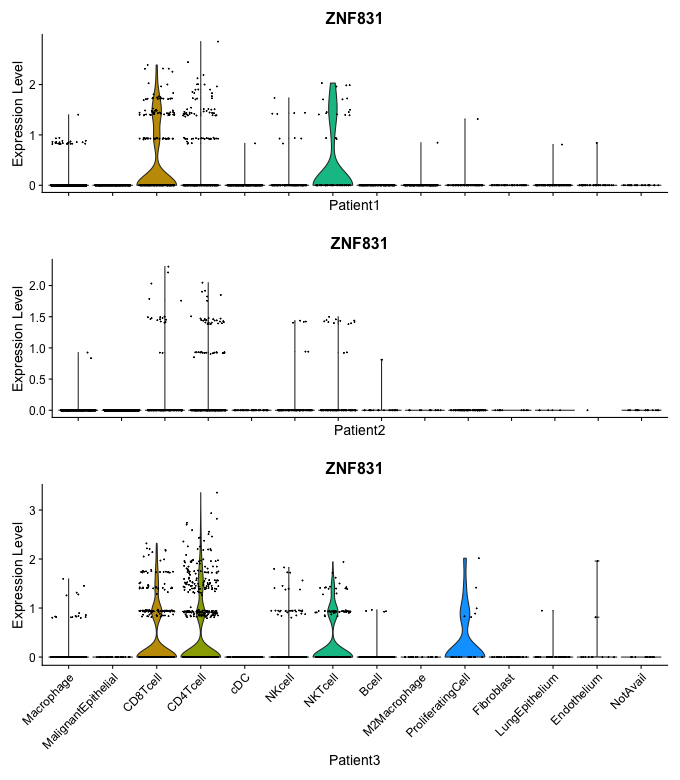 ZNF831
Expression Level
2
1
0
Patient1
ZNF831
Expression Level
2.0
1.5
1.0
0.5
0.0
Patient2
ZNF831
Expression Level
3
2
1
0
Macrophage
MalignantEpithelial
CD8Tcell
CD4Tcell
cDC
NKcell
NKTcell
Bcell
M2Macrophage
ProliferatingCell
Fibroblast
LungEpithelium
Endothelium
NotAvail
Patient3